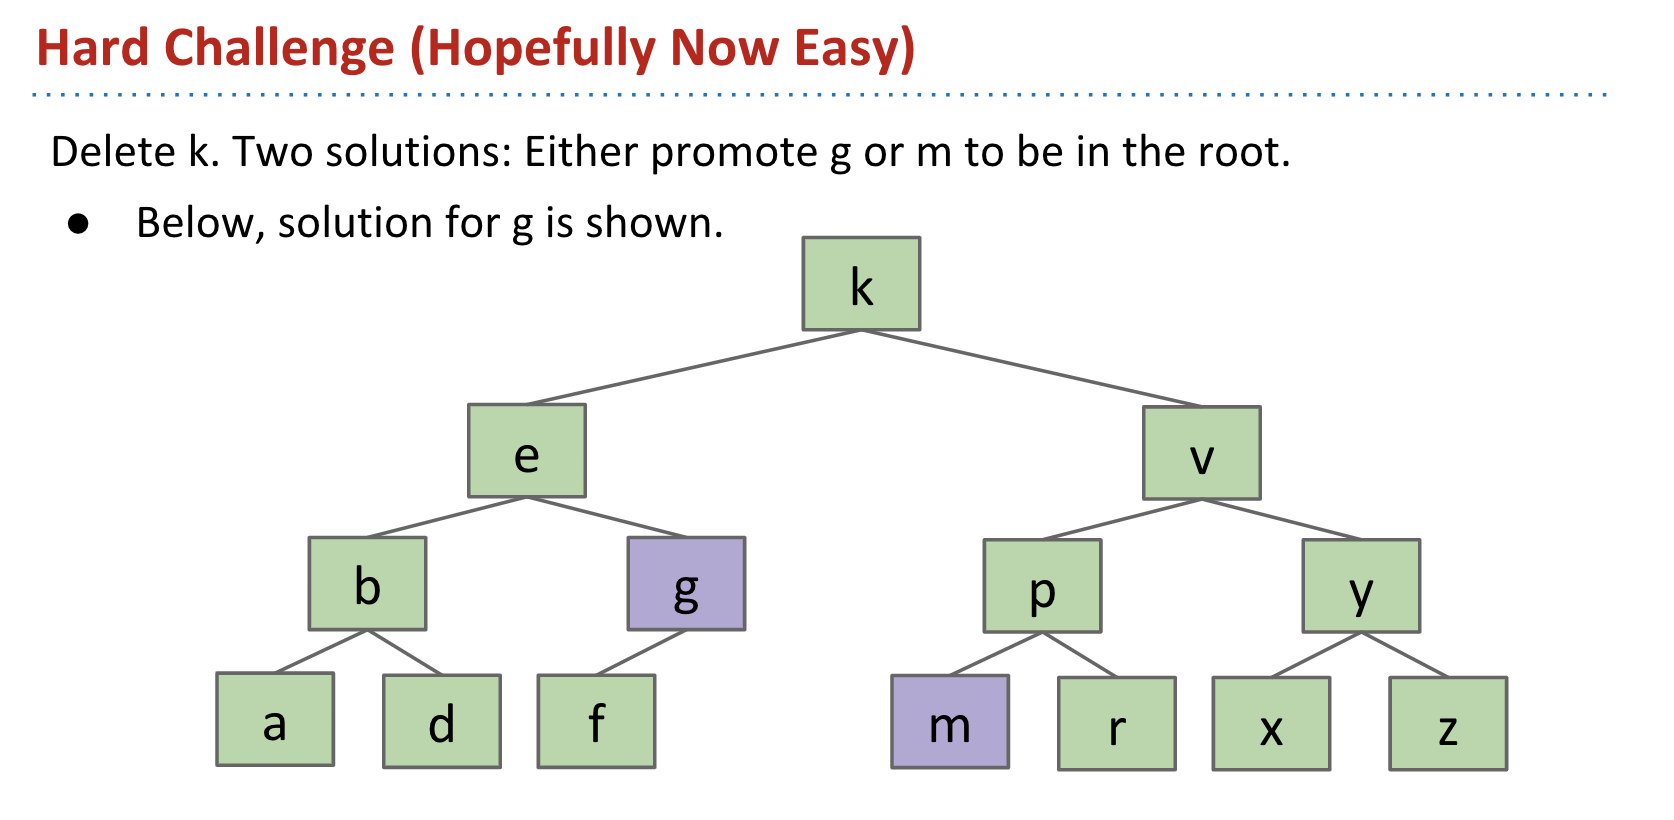 Hard Challenge (Hopefully Now Easy)
Delete k. Two solutions: Either promote g or m to be in the root.
● Below, solution for g is shown.
k
e v
b g p y
a d f m r x z